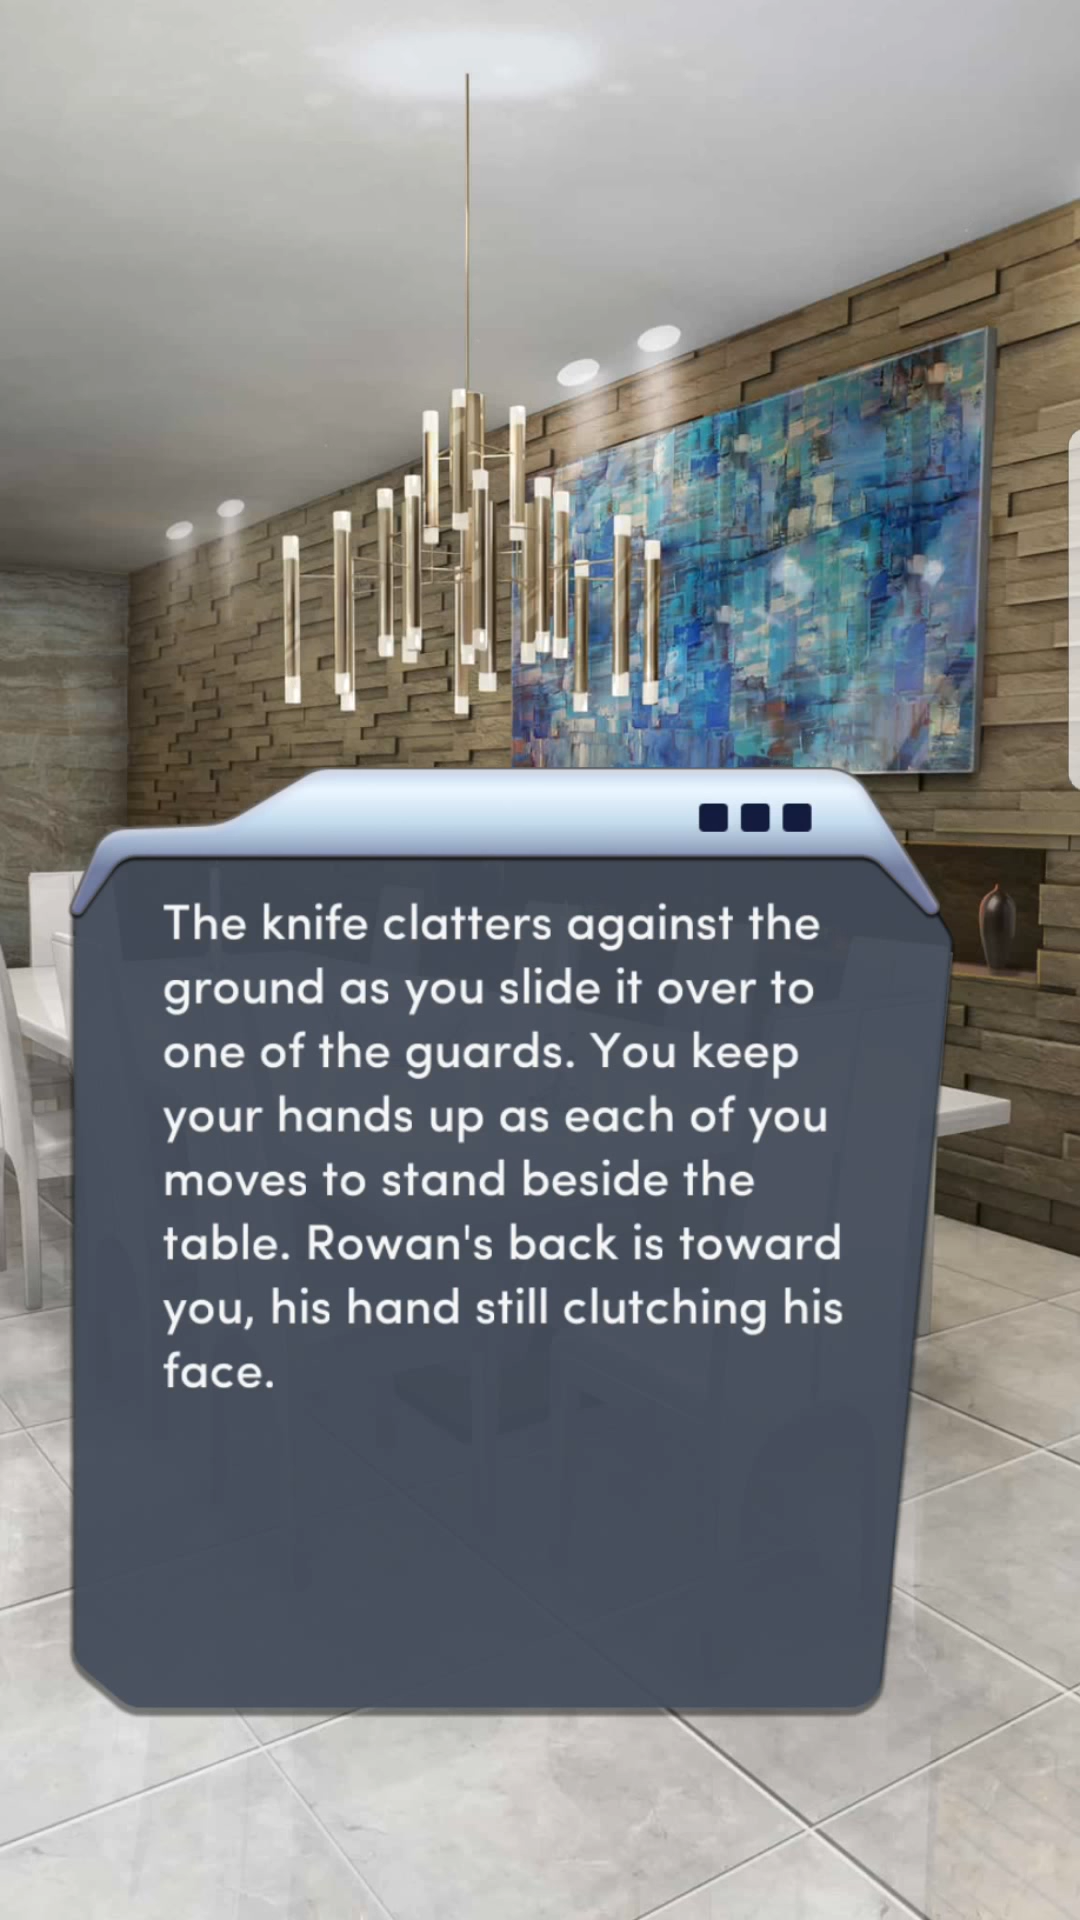 The knife clatters against the
ground as you slide it over to
one of the guards. You keep
your hands up as each of you
moves to stand beside the
table. Rowan's back is toward
you, his hand still clutching his
face.